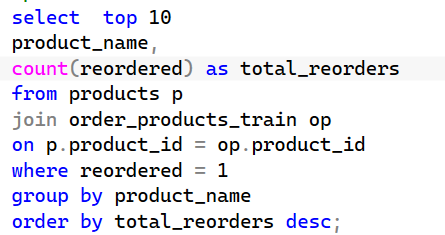 select  top 10
product_name,
count(reordered) as total_reorders
from products p
join order_products_train op
on p.product_id = op.product_id
where reordered = 1
group by product_name
order by total_reorders desc;